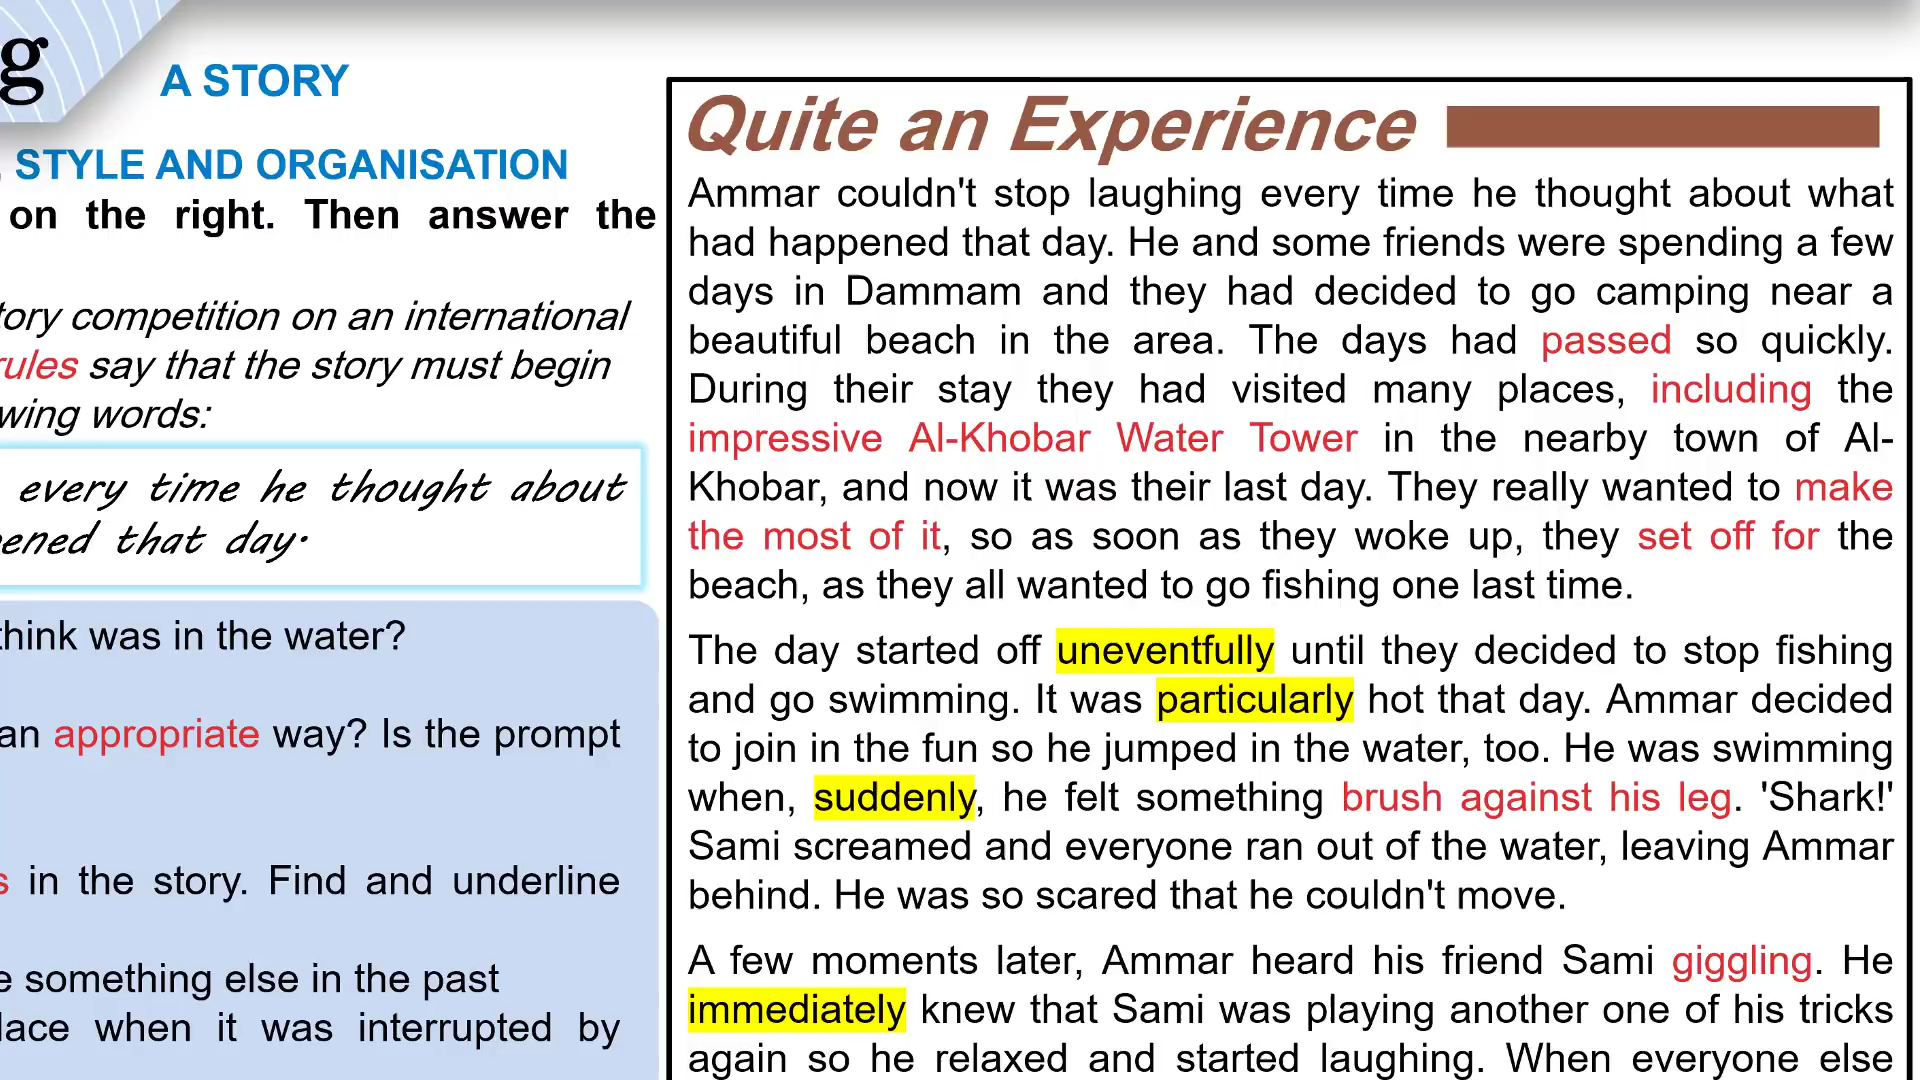 g
A STORY
STYLE AND ORGANISATION
on the right. Then answer the
tory competition on an international
rules say that the story must begin
wing words:
every time he thought about
ened that day.
think was in the water?
an appropriate way? Is the prompt
s in the story. Find and underline
e something else in the past
lace when it was interrupted by
Quite an Experience
Ammar couldn't stop laughing every time he thought about what
had happened that day. He and some friends were spending a few
days in Dammam and they had decided to go camping near a
beautiful beach in the area. The days had passed so quickly.
During their stay they had visited many places, including the
impressive Al-Khobar Water Tower in the nearby town of Al-
Khobar, and now it was their last day. They really wanted to make
the most of it, so as soon as they woke up, they set off for the
beach, as they all wanted to go fishing one last time.
The day started off uneventfully until they decided to stop fishing
and go swimming. It was particularly hot that day. Ammar decided
to join in the fun so he jumped in the water, too. He was swimming
when, suddenly, he felt something brush against his leg. 'Shark!'
Sami screamed and everyone ran out of the water, leaving Ammar
behind. He was so scared that he couldn't move.
A few moments later, Ammar heard his friend Sami giggling. He
immediately knew that Sami was playing another one of his tricks
again so he relaxed and started laughing. When everyone else